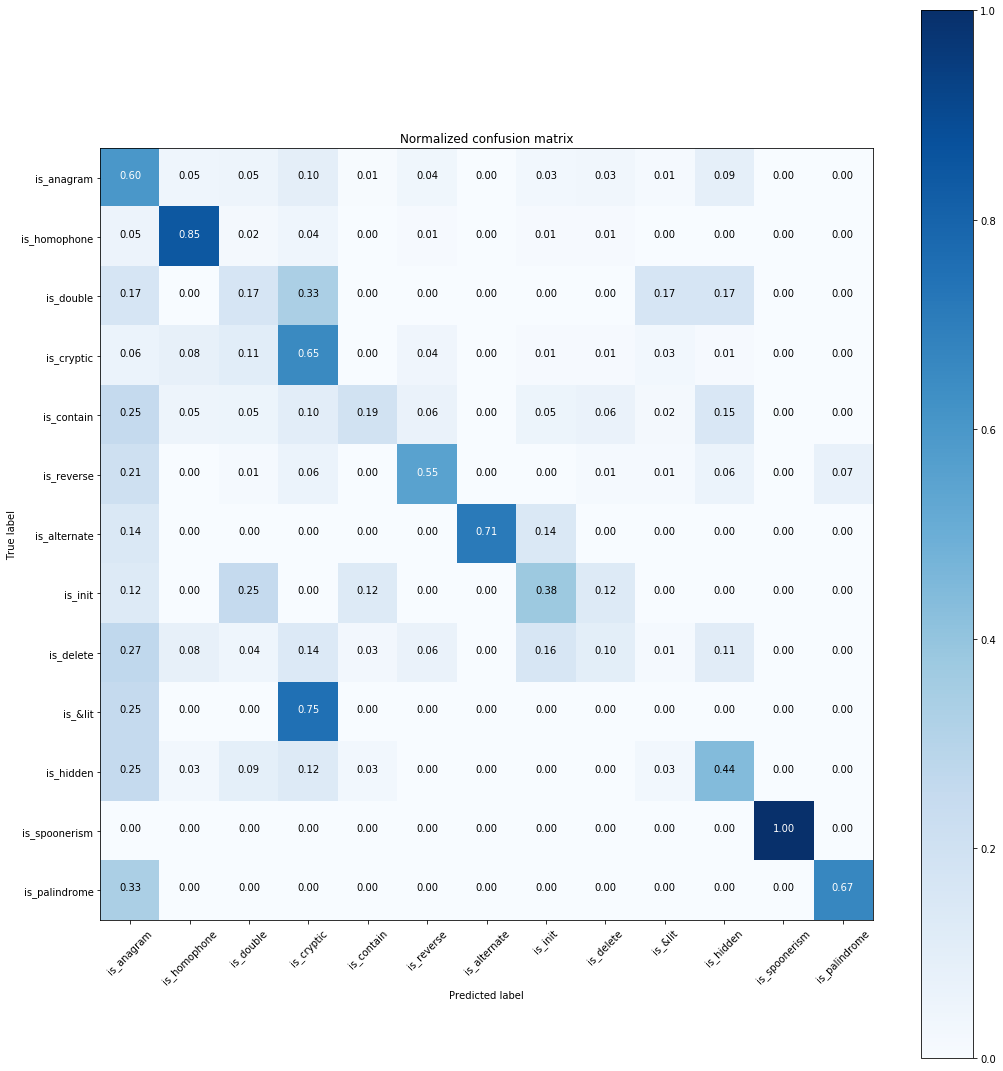 Normalized confusion matrix
True label
is_anagram 0.60 0.05 0.05 0.10 0.01 0.04 0.00 0.03 0.03 0.01 0.09 0.00 0.00
is_homophone 0.05 0.85 0.02 0.04 0.00 0.01 0.00 0.01 0.01 0.00 0.00 0.00 0.00
is_double 0.17 0.00 0.17 0.33 0.00 0.00 0.00 0.00 0.00 0.17 0.17 0.00 0.00
is_cryptic 0.06 0.08 0.11 0.65 0.00 0.04 0.00 0.01 0.01 0.03 0.01 0.00 0.00
is_contain 0.25 0.05 0.05 0.10 0.19 0.06 0.00 0.05 0.06 0.02 0.15 0.00 0.00
is_reverse 0.21 0.00 0.01 0.06 0.00 0.55 0.00 0.00 0.01 0.01 0.06 0.00 0.07
is_alternate 0.14 0.00 0.00 0.00 0.00 0.00 0.71 0.14 0.00 0.00 0.00 0.00 0.00
is_init 0.12 0.00 0.25 0.00 0.12 0.00 0.00 0.38 0.12 0.00 0.00 0.00 0.00
is_delete 0.27 0.08 0.04 0.14 0.03 0.06 0.00 0.16 0.10 0.01 0.11 0.00 0.00
is_&lit 0.25 0.00 0.00 0.75 0.00 0.00 0.00 0.00 0.00 0.00 0.00 0.00 0.00
is_hidden 0.25 0.03 0.09 0.12 0.03 0.00 0.00 0.00 0.00 0.03 0.44 0.00 0.00
is_spoonerism 0.00 0.00 0.00 0.00 0.00 0.00 0.00 0.00 0.00 0.00 0.00 1.00 0.00
is_palindrome 0.33 0.00 0.00 0.00 0.00 0.00 0.00 0.00 0.00 0.00 0.00 0.00 0.67
is_anagram is_homophone is_double is_cryptic is_contain is_reverse is_alternate is_init is_delete is_&lit is_hidden is_spoonerism is_palindrome
Predicted label
1.0
0.8
0.6
0.4
0.2
0.0